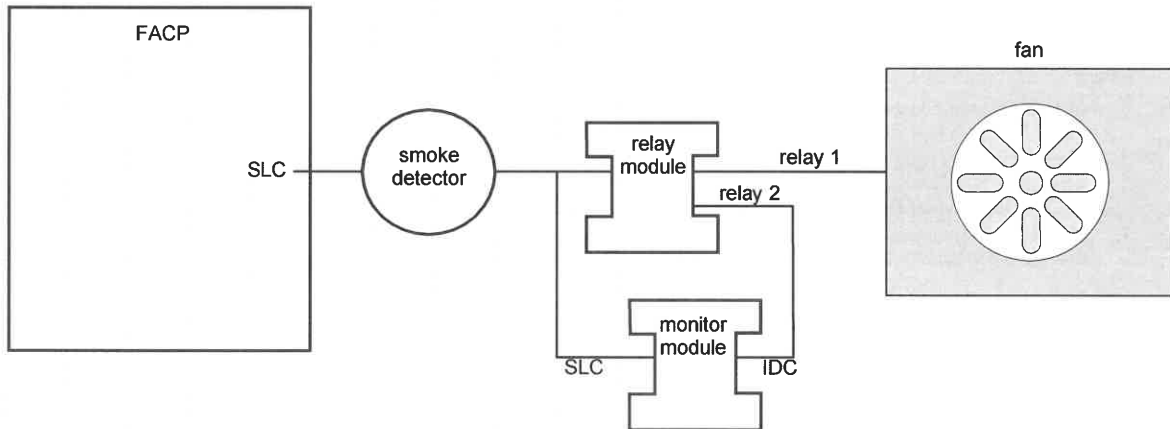 FACP
fan
SLC
smoke
detector
relay
module
relay 1
relay 2
monitor
module
SLC
IDC